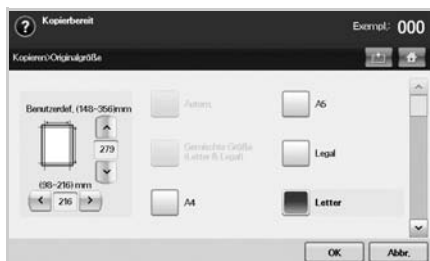 Kopierbereit
Exempl.: 000
Kopieren>Originalgröße
Benutzerdef. (148-356)mm
279
(98-216) mm
216
Autom.
Gemischte Größe
(Letter & Legal)
A4
A5
Legal
Letter
OK
Abbr.